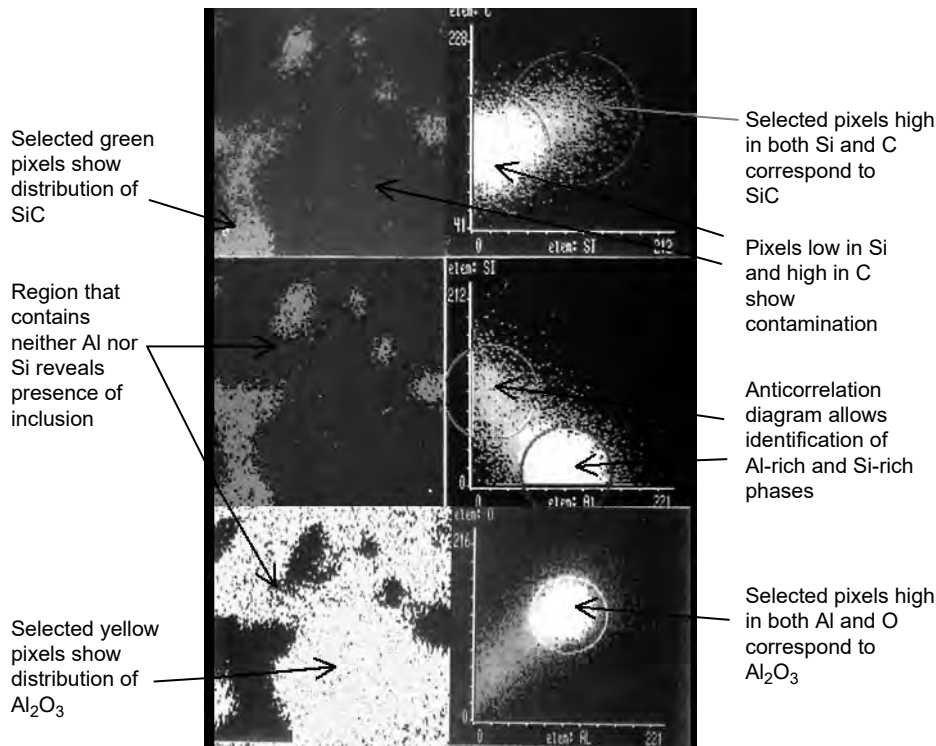 Selected green
pixels show
distribution of
SiC
Region that
contains
neither Al nor
Si reveals
presence of
inclusion
Selected yellow
pixels show
distribution of
Al₂O₃
elem: C
228
41
0 elem: SI 212
elem: SI
212
0
0 elem: Al 221
elem: O
216
0
0 elem: AL 221
Selected pixels high
in both Si and C
correspond to
SiC
Pixels low in Si
and high in C
show
contamination
Anticorrelation
diagram allows
identification of
Al-rich and Si-rich
phases
Selected pixels high
in both Al and O
correspond to
Al₂O₃